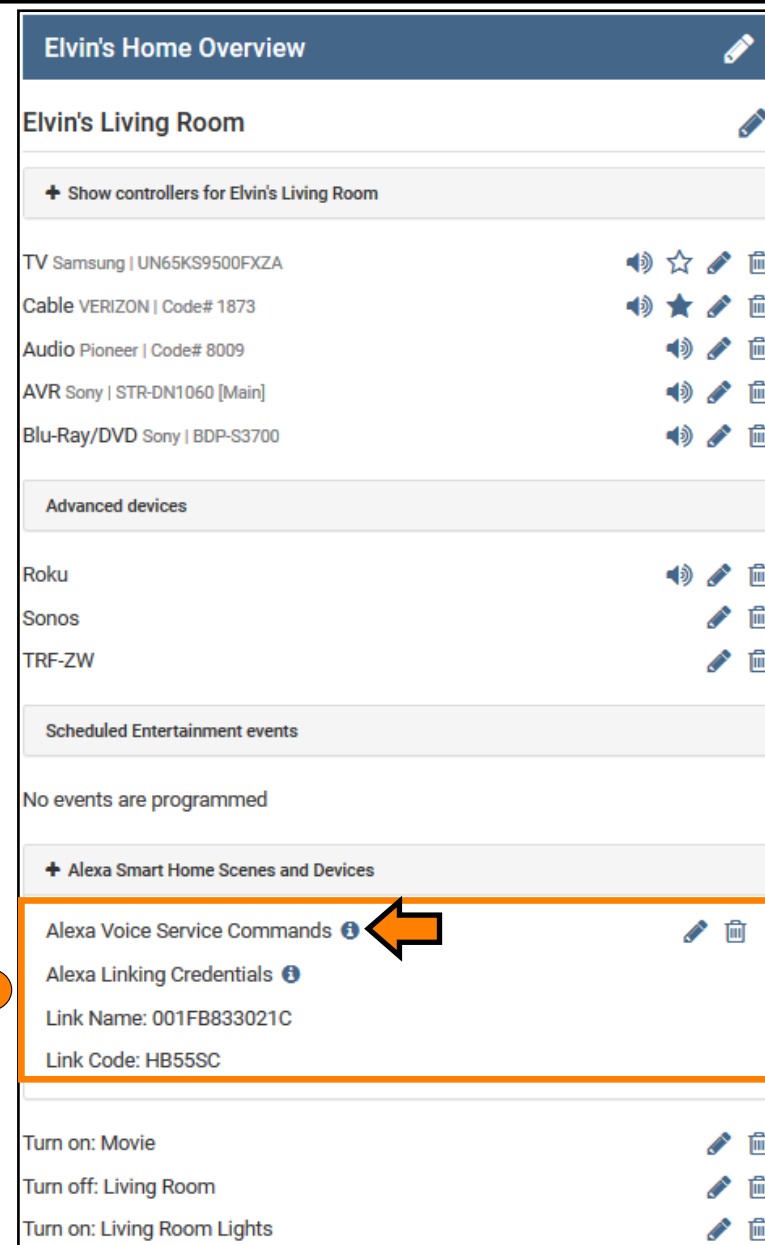 Elvin's Home Overview
Elvin's Living Room
+ Show controllers for Elvin's Living Room
TV Samsung | UN65KS9500FXZA
Cable VERIZON | Code# 1873
Audio Pioneer | Code# 8009
AVR Sony | STR-DN1060 [Main]
Blu-Ray/DVD Sony | BDP-S3700
Advanced devices
Roku
Sonos
TRF-ZW
Scheduled Entertainment events
No events are programmed
+ Alexa Smart Home Scenes and Devices
Alexa Voice Service Commands
Alexa Linking Credentials
Link Name: 001FB833021C
Link Code: HB55SC
Turn on: Movie
Turn off: Living Room
Turn on: Living Room Lights